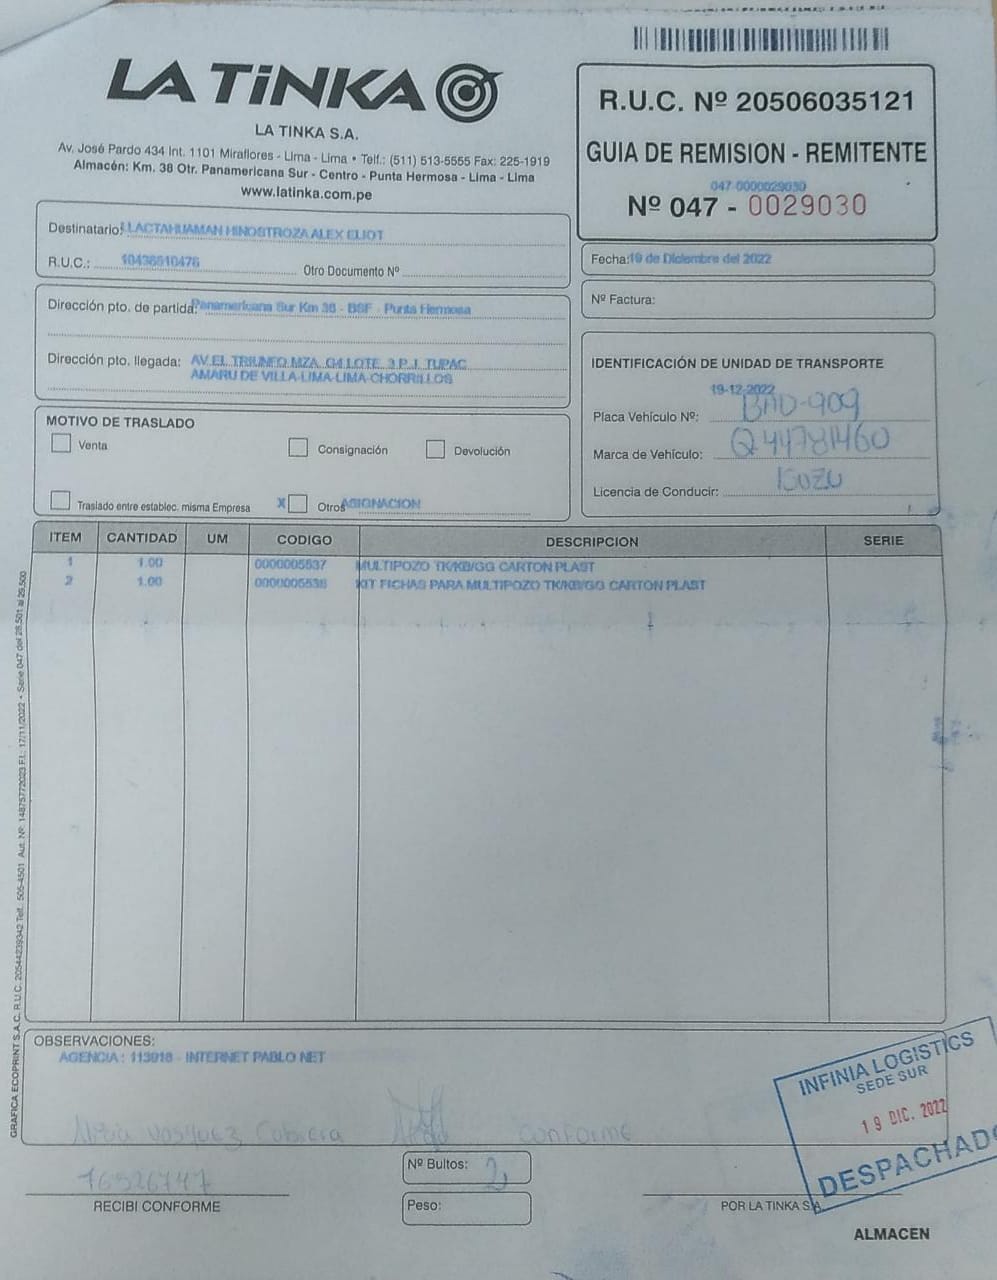 LA TiNKA
LA TINKA S.A.
Av. José Pardo 434 Int. 1101 Miraflores - Lima - Lima • Telf.: (511) 513-5555 Fax: 225-1919
Almacén: Km. 38 Otr. Panamericana Sur - Centro - Punta Hermosa - Lima - Lima
www.latinka.com.pe
R.U.C. Nº 20506035121
GUIA DE REMISION - REMITENTE
047-0000029030
Nº 047 - 0029030
Destinatario: LLACTAHUAMAN HINOSTROZA ALEX ELIOT
R.U.C.: 10436810476
Otro Documento Nº
Fecha: 19 de Diciembre del 2022
Nº Factura:
Dirección pto. de partida: Panamericana Sur Km 38 - BSF - Punta Hermosa
Dirección pto. llegada: AV.EL TRIUNFO MZA. G4 LOTE. 3 P.J. TUPAC
AMARU DE VILLA-LIMA-LIMA-CHORRILLOS
IDENTIFICACIÓN DE UNIDAD DE TRANSPORTE
19-12-2022
Placa Vehículo Nº: BAD-909
Marca de Vehículo: Q44781460
Licencia de Conducir: ISUZU
MOTIVO DE TRASLADO
Venta
Consignación
Devolución
Traslado entre establec. misma Empresa
X Otros ASIGNACION
ITEM CANTIDAD UM CODIGO DESCRIPCION SERIE
1 1.00 0000005537 MULTIPOZO TK/KB/GG CARTON PLAST
2 1.00 0000005538 KIT FICHAS PARA MULTIPOZO TK/KB/GG CARTON PLAST
GRAFICA ECOPRINT S.A.C. R.U.C. 20544239342 Telf.: 505-4501 Aut. Nº: 14875772023 F.I.: 17/11/2022 • Serie 047 del 28,501 al 29,500
OBSERVACIONES:
AGENCIA : 113918 - INTERNET PABLO NET
INFINIA LOGISTICS
SEDE SUR
19 DIC. 2022
DESPACHADO
Vasquez Cabrera conforme
76526747
RECIBI CONFORME
Nº Bultos: 2
Peso:
POR LA TINKA S.A.
ALMACEN